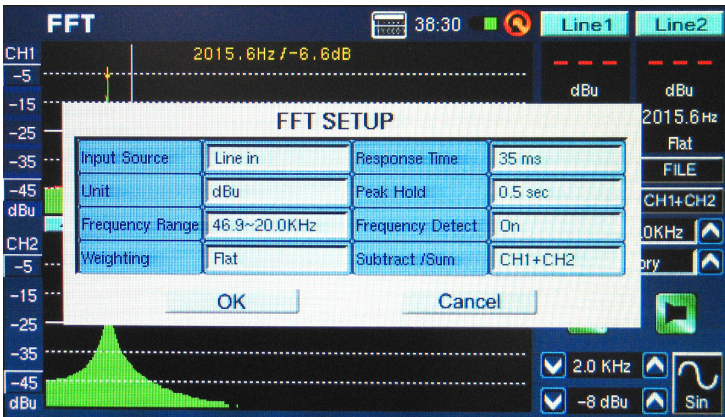 FFT
38:30
Line1
Line2
CH1
2015.6Hz/-6.6dB
-5
-15
-25
-35
-45
dBu
dBu
dBu
2015.6Hz
Flat
FILE
CH1+CH2
FFT SETUP
Input Source
Line in
Response Time
35 ms
Unit
dBu
Peak Hold
0.5 sec
Frequency Range
46.9~20.0KHz
Frequency Detect
On
Weighting
Flat
Subtract /Sum
CH1+CH2
OK
Cancel
CH2
-5
-15
-25
-35
-45
dBu
2.0 KHz
-8 dBu
Sin